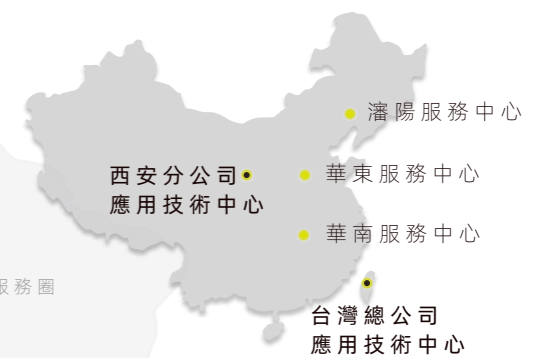 瀋陽服務中心
西安分公司
應用技術中心
華東服務中心
華南服務中心
服務圈
台灣總公司
應用技術中心